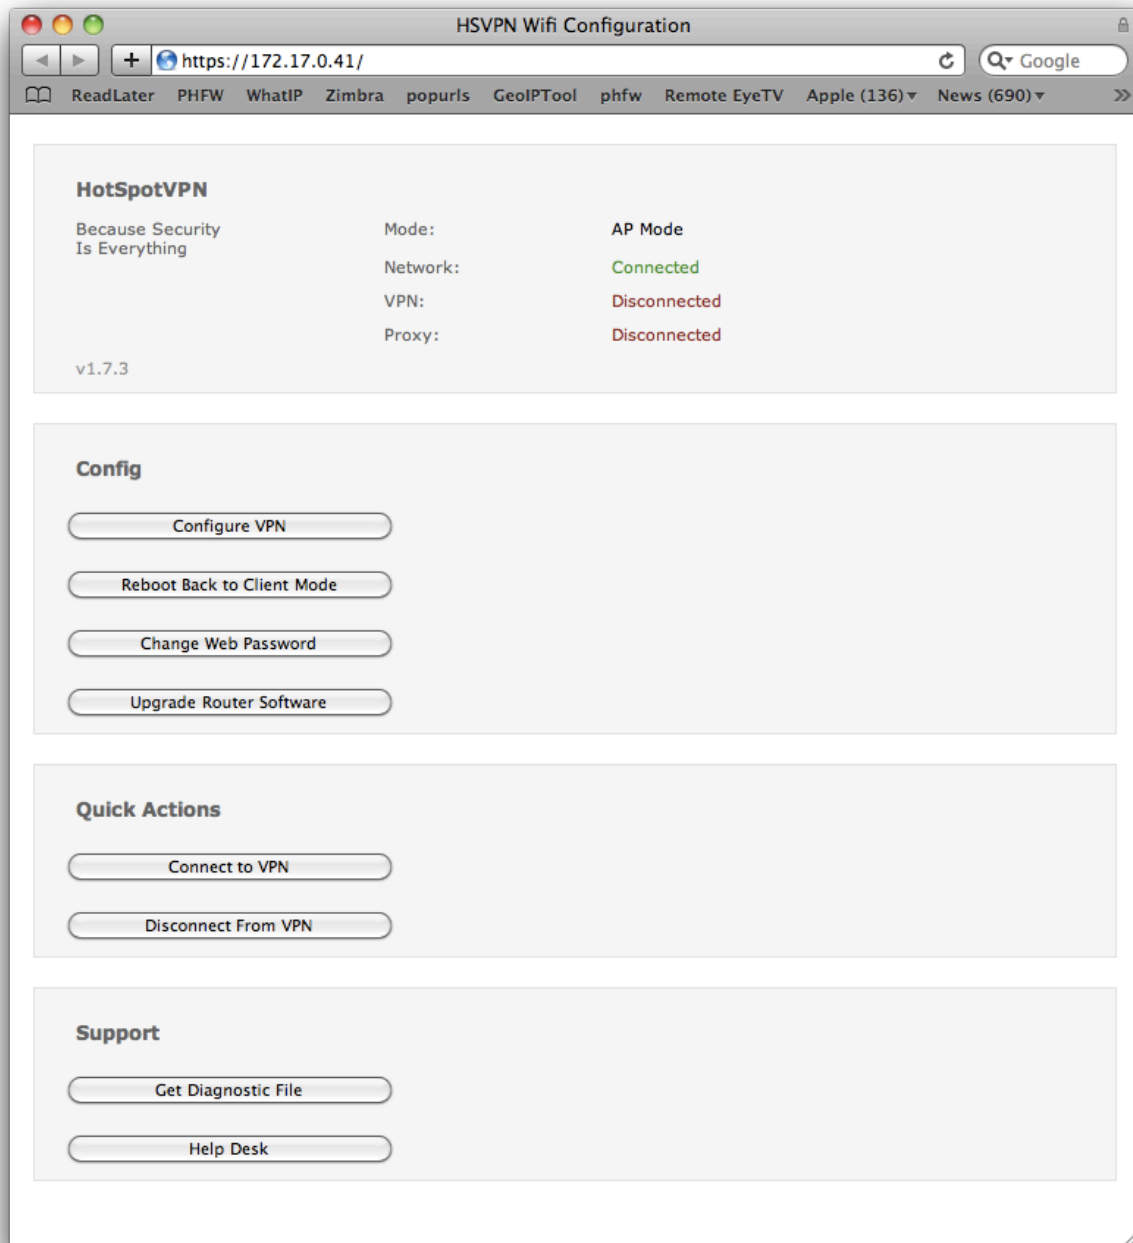 HSVPN Wifi Configuration
https://172.17.0.41/
Google
ReadLater PHFW WhatIP Zimbra popurls GeoIPTool phfw Remote EyeTV Apple (136) News (690)
HotSpotVPN
Because Security
Is Everything
Mode: AP Mode
Network: Connected
VPN: Disconnected
Proxy: Disconnected
v1.7.3
Config
Configure VPN
Reboot Back to Client Mode
Change Web Password
Upgrade Router Software
Quick Actions
Connect to VPN
Disconnect From VPN
Support
Get Diagnostic File
Help Desk